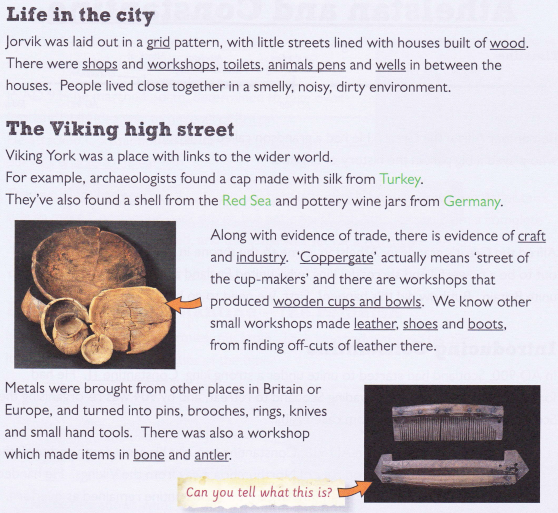 Life in the city
Jorvik was laid out in a grid pattern, with little streets lined with houses built of wood.
There were shops and workshops, toilets, animals pens and wells in between the
houses. People lived close together in a smelly, noisy, dirty environment.
The Viking high street
Viking York was a place with links to the wider world.
For example, archaeologists found a cap made with silk from Turkey.
They've also found a shell from the Red Sea and pottery wine jars from Germany.
Along with evidence of trade, there is evidence of craft
and industry. 'Coppergate' actually means 'street of
the cup-makers' and there are workshops that
produced wooden cups and bowls. We know other
small workshops made leather, shoes and boots,
from finding off-cuts of leather there.
Metals were brought from other places in Britain or
Europe, and turned into pins, brooches, rings, knives
and small hand tools. There was also a workshop
which made items in bone and antler.
Can you tell what this is?